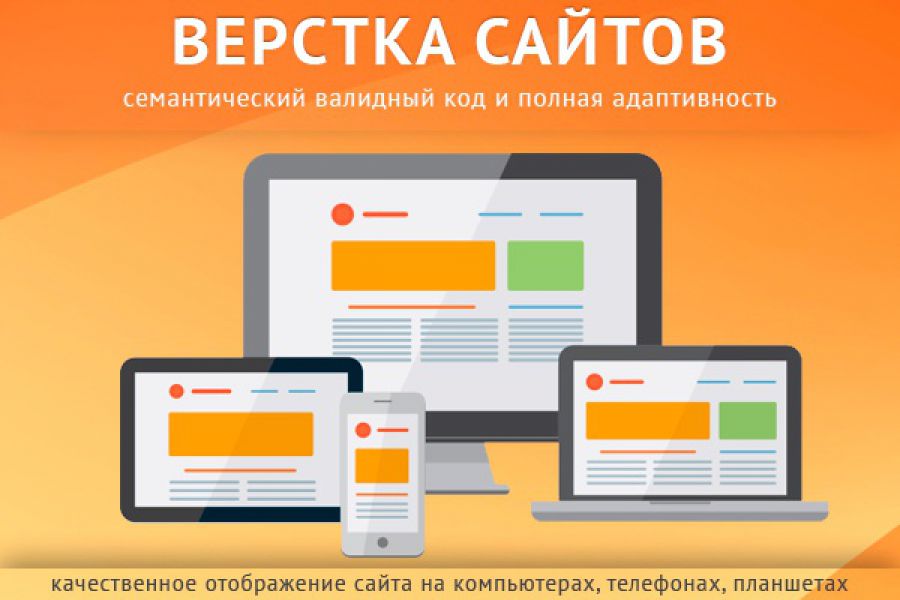 ВЕРСТКА САЙТОВ
семантический валидный код и полная адаптивность
качественное отображение сайта на компьютерах, телефонах, планшетах